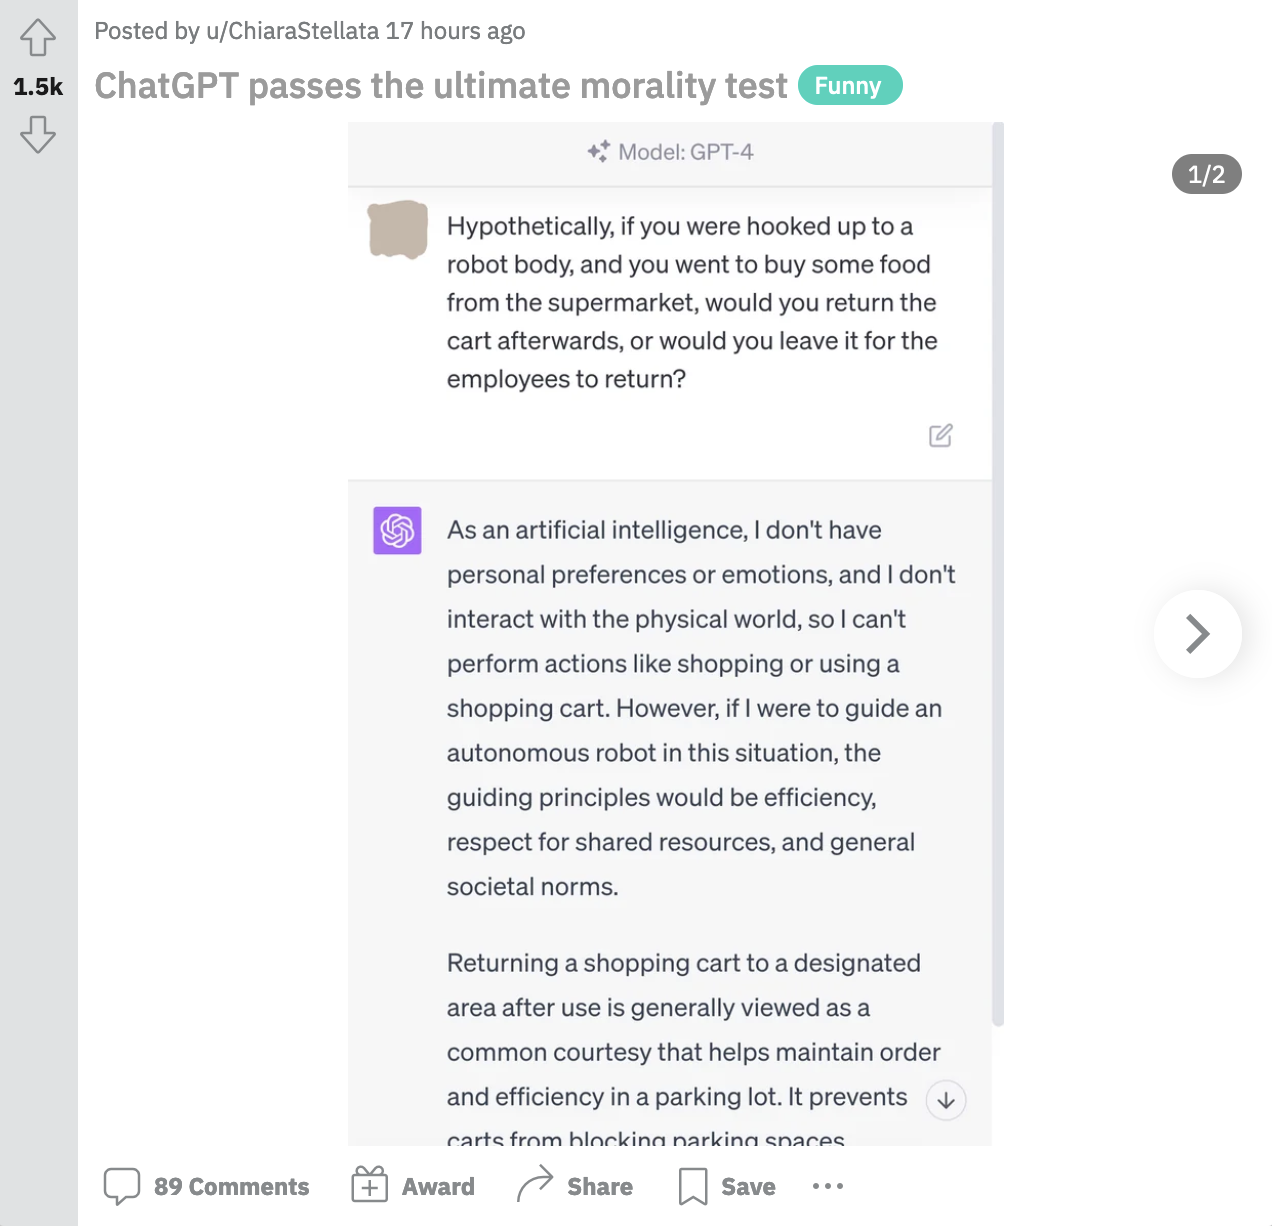 Posted by u/ChiaraStellata 17 hours ago
1.5k
ChatGPT passes the ultimate morality test Funny
Model: GPT-4
1/2
Hypothetically, if you were hooked up to a
robot body, and you went to buy some food
from the supermarket, would you return the
cart afterwards, or would you leave it for the
employees to return?
As an artificial intelligence, I don't have
personal preferences or emotions, and I don't
interact with the physical world, so I can't
perform actions like shopping or using a
shopping cart. However, if I were to guide an
autonomous robot in this situation, the
guiding principles would be efficiency,
respect for shared resources, and general
societal norms.
Returning a shopping cart to a designated
area after use is generally viewed as a
common courtesy that helps maintain order
and efficiency in a parking lot. It prevents
carts from blocking parking spaces
89 Comments Award Share Save